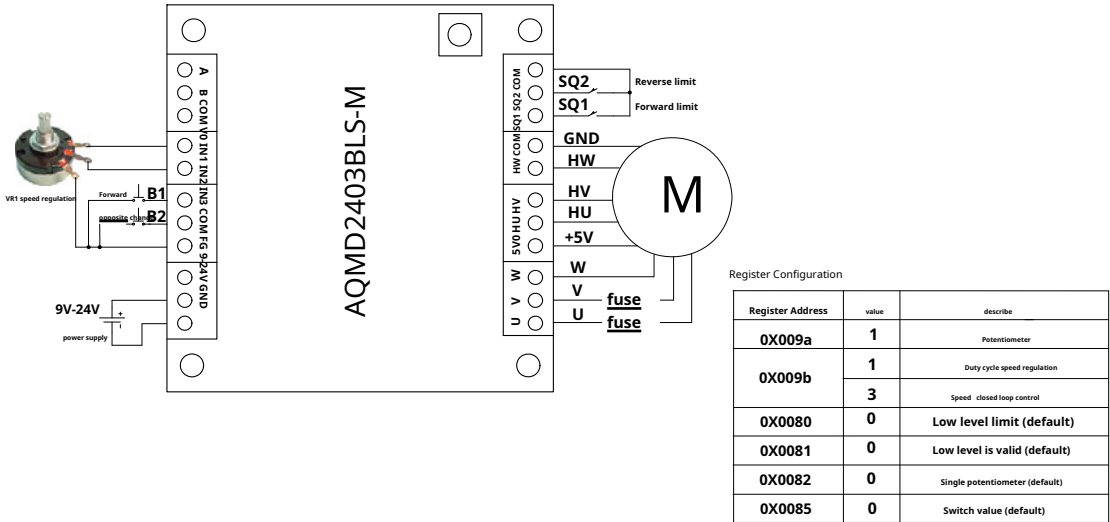 AQMD2403BLS-M
A
B COM V0 IN1 IN2
IN3 COM FG 9-24V GND
VR1 speed regulation
Forward
B1
opposite change
B2
9V-24V
+
-
power supply
SQ1 SQ2 COM
HW COM
5V0 HU HV
U V W
SQ2
Reverse limit
SQ1
Forward limit
GND
HW
HV
HU
+5V
W
V
fuse
U
fuse
M
Register Configuration
Register Address value describe
0X009a 1 Potentiometer
0X009b 1 Duty cycle speed regulation
3 Speed closed loop control
0X0080 0 Low level limit (default)
0X0081 0 Low level is valid (default)
0X0082 0 Single potentiometer (default)
0X0085 0 Switch value (default)